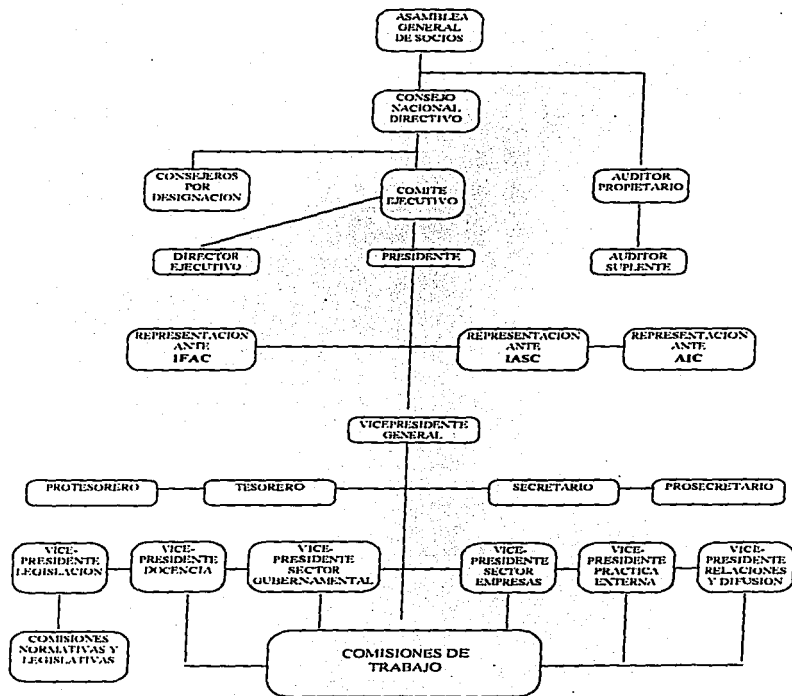 ASAMBLEA
GENERAL
DE SOCIOS
CONSEJO
NACIONAL
DIRECTIVO
CONSEJEROS
POR
DESIGNACION
COMITE
EJECUTIVO
AUDITOR
PROPIETARIO
DIRECTOR
EJECUTIVO
PRESIDENTE
AUDITOR
SUPLENTE
REPRESENTACION
ANTE
IFAC
REPRESENTACION
ANTE
IASC
REPRESENTACION
ANTE
AIC
VICEPRESIDENTE
GENERAL
PROTESORERO
TESORERO
SECRETARIO
PROSECRETARIO
VICE-
PRESIDENTE
LEGISLACION
VICE-
PRESIDENTE
DOCENCIA
VICE-
PRESIDENTE
SECTOR
GUBERNAMENTAL
VICE-
PRESIDENTE
SECTOR
EMPRESAS
VICE-
PRESIDENTE
PRACTICA
EXTERNA
VICE-
PRESIDENTE
RELACIONES
Y DIFUSION
COMISIONES
NORMATIVAS Y
LEGISLATIVAS
COMISIONES DE
TRABAJO